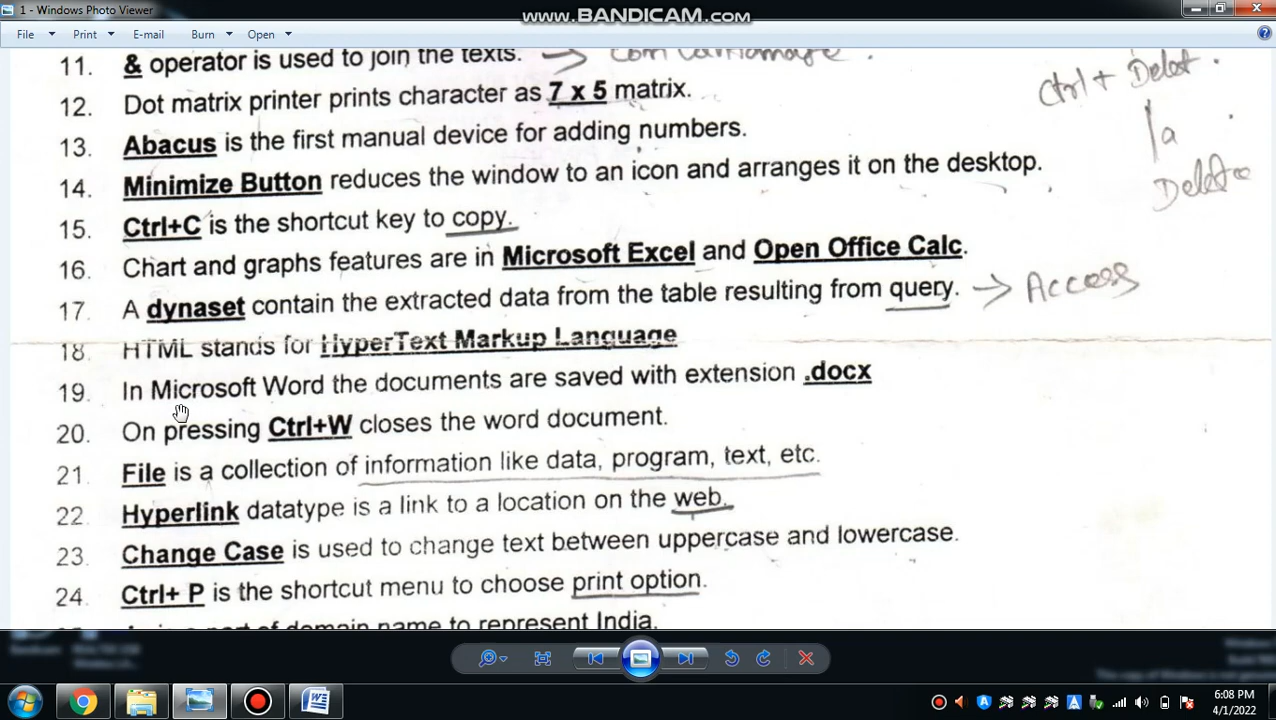 1 - Windows Photo Viewer
www.BANDICAM.com
File Print E-mail Burn Open
11. & operator is used to join the texts.
12. Dot matrix printer prints character as 7 x 5 matrix.
Ctrl + Delet .
13. Abacus is the first manual device for adding numbers.
14. Minimize Button reduces the window to an icon and arranges it on the desktop.
15. Ctrl+C is the shortcut key to copy.
16. Chart and graphs features are in Microsoft Excel and Open Office Calc.
17. A dynaset contain the extracted data from the table resulting from query. → Access
18. HTML stands for HyperText Markup Language
19. In Microsoft Word the documents are saved with extension .docx
20. On pressing Ctrl+W closes the word document.
21. File is a collection of information like data, program, text, etc.
22. Hyperlink datatype is a link to a location on the web.
23. Change Case is used to change text between uppercase and lowercase.
24. Ctrl+ P is the shortcut menu to choose print option.
part of domain name to represent India.
6:08 PM
4/1/2022